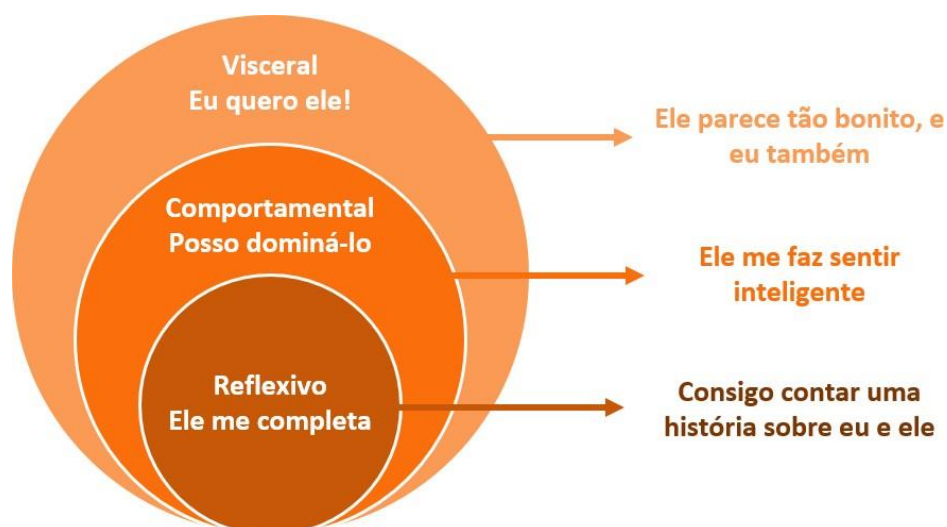 Visceral
Eu quero ele!
Ele parece tão bonito, e
eu também
Comportamental
Posso dominá-lo
Ele me faz sentir
inteligente
Reflexivo
Ele me completa
Consigo contar uma
história sobre eu e ele